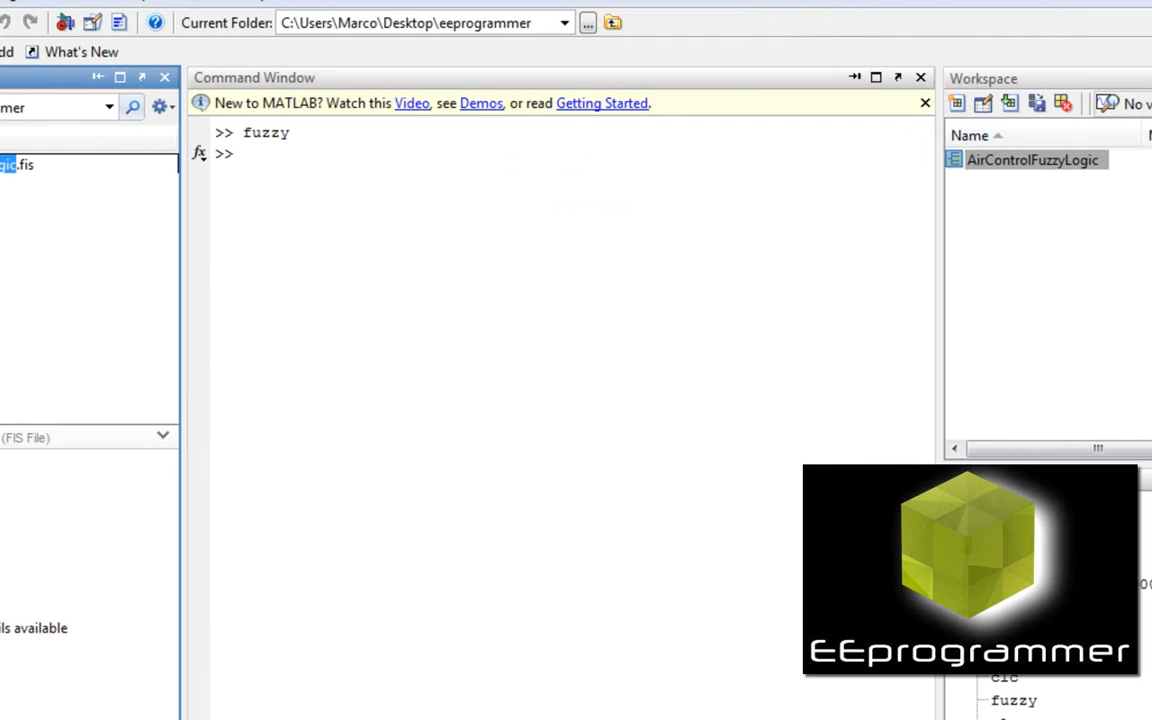 Current Folder: C:\Users\Marco\Desktop\eeprogrammer
What's New
Command Window
Workspace
New to MATLAB? Watch this Video, see Demos, or read Getting Started.
>> fuzzy
fx >>
Name
AirControlFuzzyLogic
.fis
(FIS File)
available
EEprogrammer
clc
fuzzy